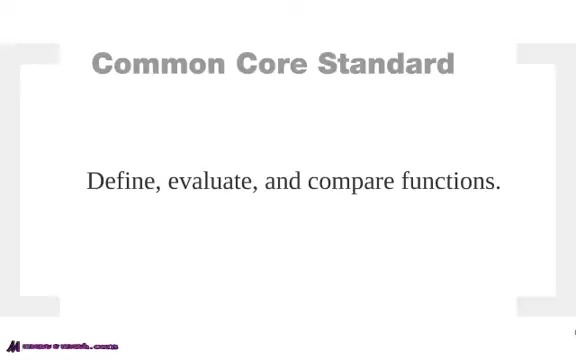 Common Core Standard
Define, evaluate, and compare functions.